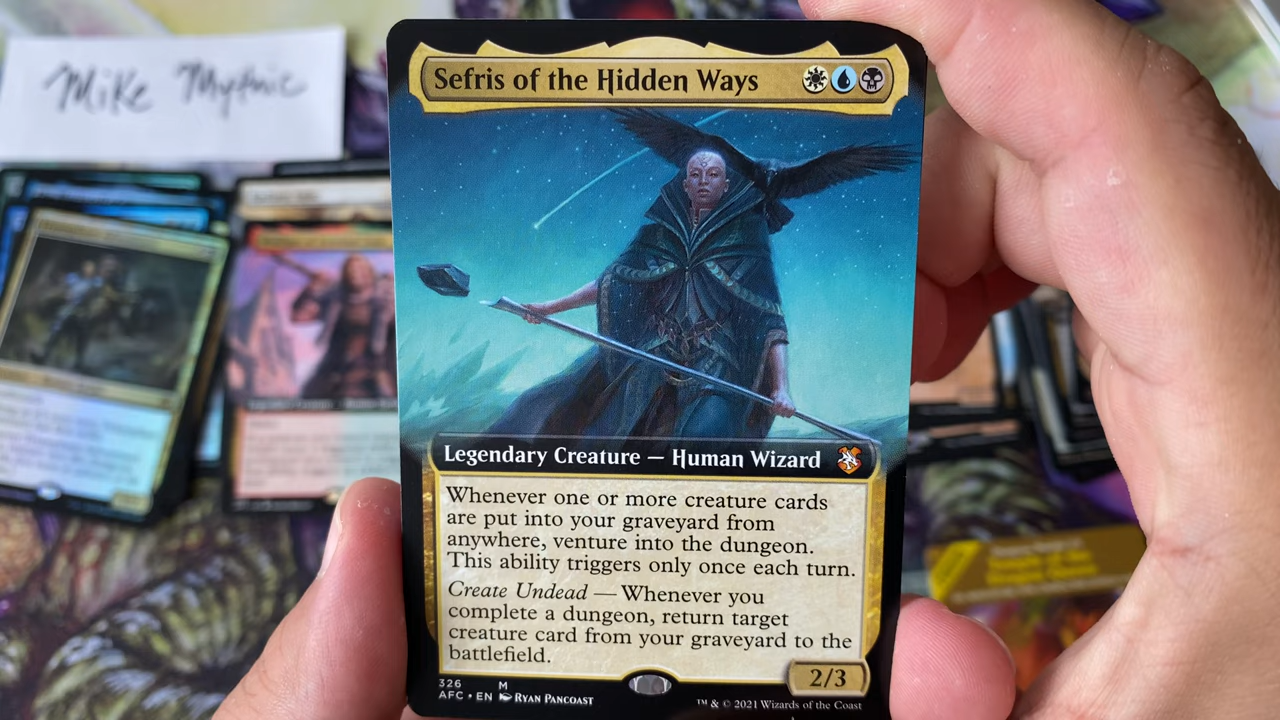 Mike Mythic
Sefris of the Hidden Ways
Legendary Creature — Human Wizard
Whenever one or more creature cards
are put into your graveyard from
anywhere, venture into the dungeon.
This ability triggers only once each turn.
Create Undead — Whenever you
complete a dungeon, return target
creature card from your graveyard to the
battlefield.
2/3
326 M
AFC • EN Ryan Pancoast
™ & © 2021 Wizards of the Coast